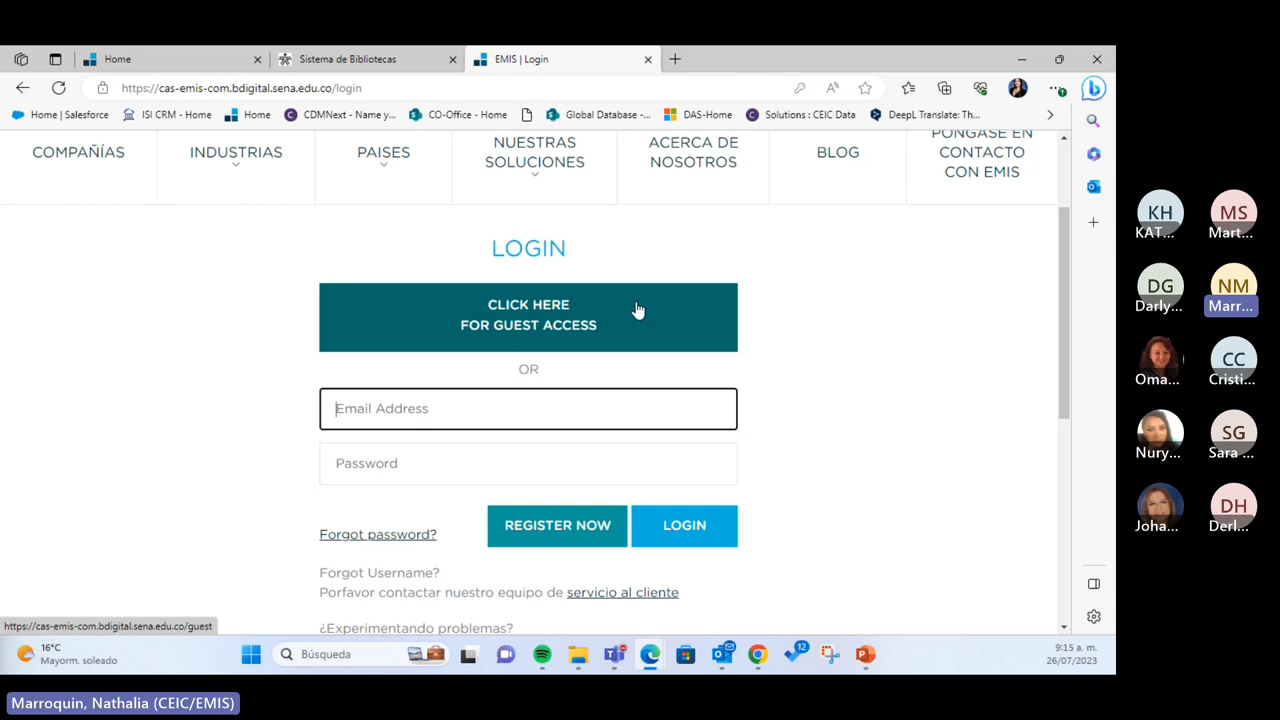 Home
Sistema de Bibliotecas
EMIS | Login
https://cas-emis-com.bdigital.sena.edu.co/login
Home | Salesforce
ISI CRM - Home
Home
CDMNext - Name y...
CO-Office - Home
Global Database -...
DAS-Home
Solutions : CEIC Data
DeepL Translate: Th...
COMPAÑÍAS
INDUSTRIAS
PAISES
NUESTRAS
SOLUCIONES
ACERCA DE
NOSOTROS
BLOG
PÓNGASE EN
CONTACTO
CON EMIS
LOGIN
CLICK HERE
FOR GUEST ACCESS
OR
Email Address
Password
Forgot password?
REGISTER NOW
LOGIN
Forgot Username?
Porfavor contactar nuestro equipo de servicio al cliente
¿Experimentando problemas?
https://cas-emis-com.bdigital.sena.edu.co/guest
16°C
Mayorm. soleado
Búsqueda
12
9:15 a. m.
26/07/2023
KH
KAT...
MS
Mart...
DG
Darly...
NM
Marr...
Oma...
CC
Cristi...
Nury...
SG
Sara ...
Joha...
DH
Derl...
Marroquin, Nathalia (CEIC/EMIS)